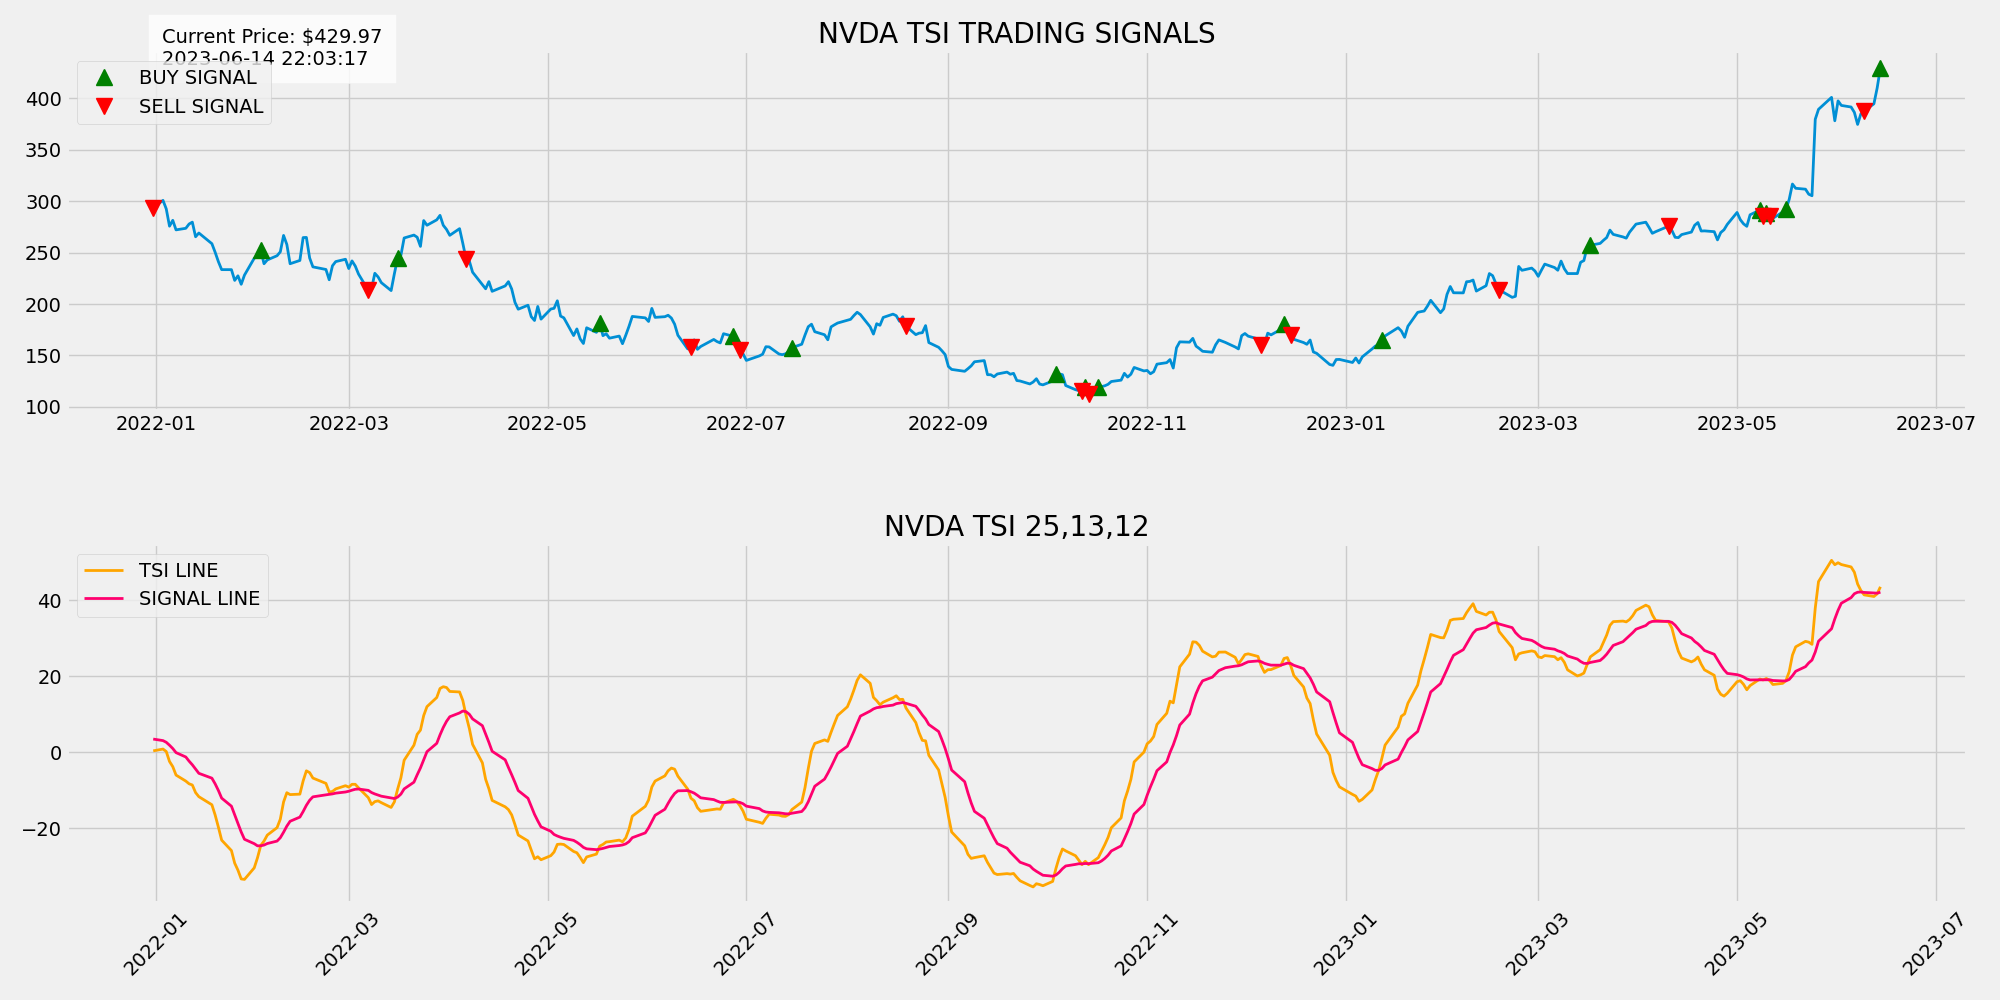 NVDA TSI TRADING SIGNALS
Current Price: $429.97
2023-06-14 22:03:17
BUY SIGNAL
SELL SIGNAL
400
350
300
250
200
150
100
2022-01 2022-03 2022-05 2022-07 2022-09 2022-11 2023-01 2023-03 2023-05 2023-07
NVDA TSI 25,13,12
TSI LINE
SIGNAL LINE
40
20
0
−20
2022-01 2022-03 2022-05 2022-07 2022-09 2022-11 2023-01 2023-03 2023-05 2023-07